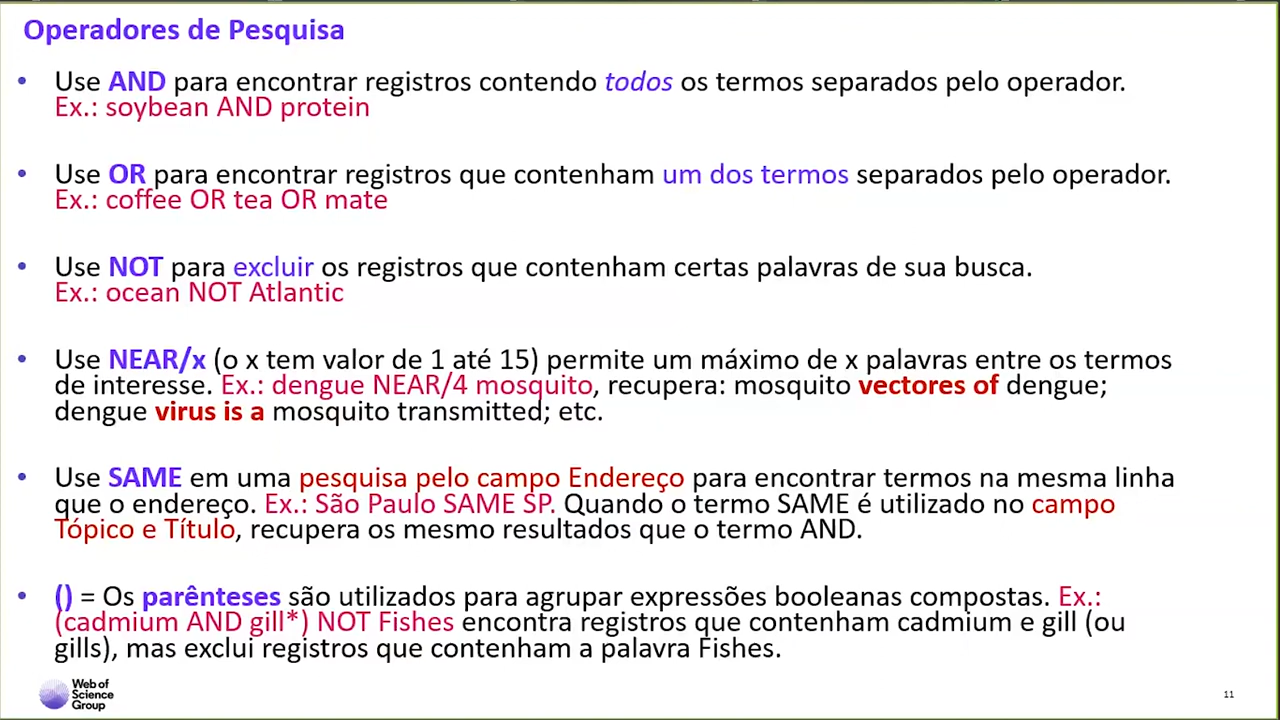 Operadores de Pesquisa
• Use AND para encontrar registros contendo todos os termos separados pelo operador.
Ex.: soybean AND protein
• Use OR para encontrar registros que contenham um dos termos separados pelo operador.
Ex.: coffee OR tea OR mate
• Use NOT para excluir os registros que contenham certas palavras de sua busca.
Ex.: ocean NOT Atlantic
• Use NEAR/x (o x tem valor de 1 até 15) permite um máximo de x palavras entre os termos
de interesse. Ex.: dengue NEAR/4 mosquito, recupera: mosquito vectores of dengue;
dengue virus is a mosquito transmitted; etc.
• Use SAME em uma pesquisa pelo campo Endereço para encontrar termos na mesma linha
que o endereço. Ex.: São Paulo SAME SP. Quando o termo SAME é utilizado no campo
Tópico e Título, recupera os mesmo resultados que o termo AND.
• () = Os parênteses são utilizados para agrupar expressões booleanas compostas. Ex.:
(cadmium AND gill*) NOT Fishes encontra registros que contenham cadmium e gill (ou
gills), mas exclui registros que contenham a palavra Fishes.
Web of
Science
Group
11